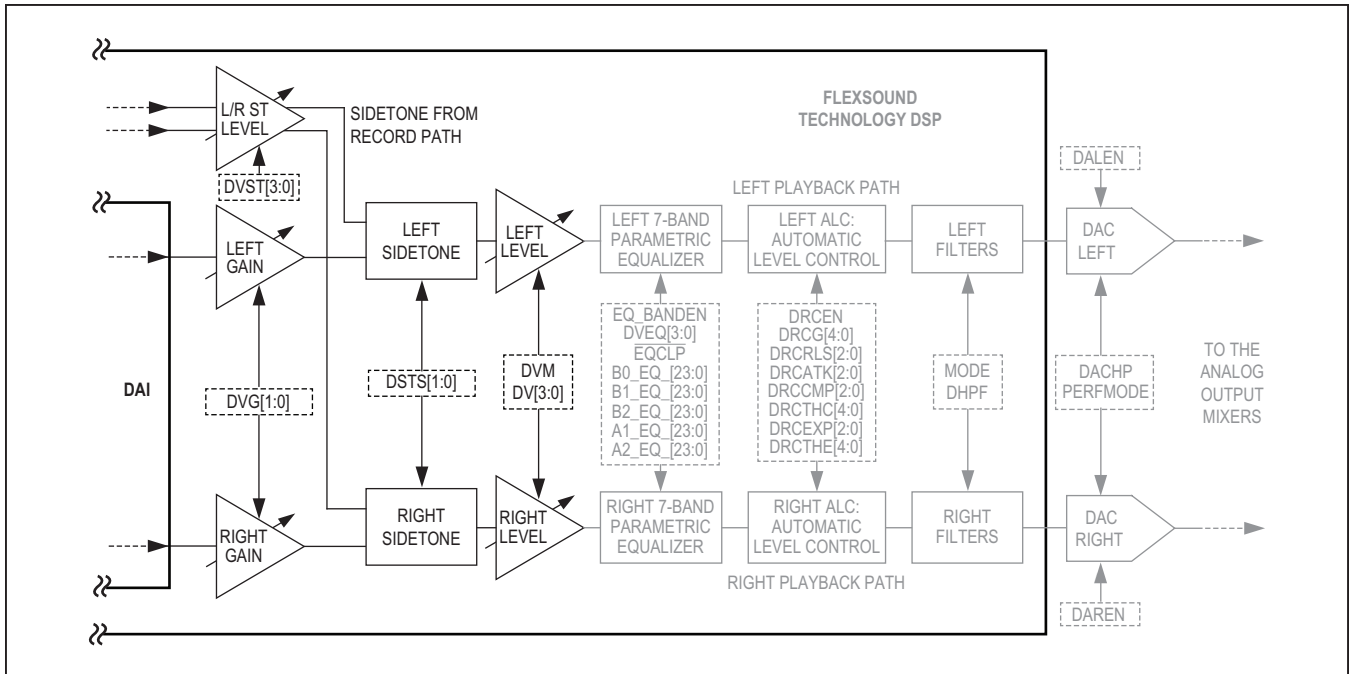 L/R ST
LEVEL
SIDETONE FROM
RECORD PATH
FLEXSOUND
TECHNOLOGY DSP
DVST[3:0]
DALEN
LEFT PLAYBACK PATH
LEFT
GAIN
LEFT
SIDETONE
LEFT
LEVEL
LEFT 7-BAND
PARAMETRIC
EQUALIZER
LEFT ALC:
AUTOMATIC
LEVEL CONTROL
LEFT
FILTERS
DAC
LEFT
DAI
DVG[1:0]
DSTS[1:0]
DVM
DV[3:0]
EQ_BANDEN
DVEQ[3:0]
EQCLP
B0_EQ_[23:0]
B1_EQ_[23:0]
B2_EQ_[23:0]
A1_EQ_[23:0]
A2_EQ_[23:0]
DRCEN
DRCG[4:0]
DRCRLS[2:0]
DRCATK[2:0]
DRCCMP[2:0]
DRCTHC[4:0]
DRCEXP[2:0]
DRCTHE[4:0]
MODE
DHPF
DACHP
PERFMODE
TO THE
ANALOG
OUTPUT
MIXERS
RIGHT
GAIN
RIGHT
SIDETONE
RIGHT
LEVEL
RIGHT 7-BAND
PARAMETRIC
EQUALIZER
RIGHT ALC:
AUTOMATIC
LEVEL CONTROL
RIGHT
FILTERS
DAC
RIGHT
RIGHT PLAYBACK PATH
DAREN